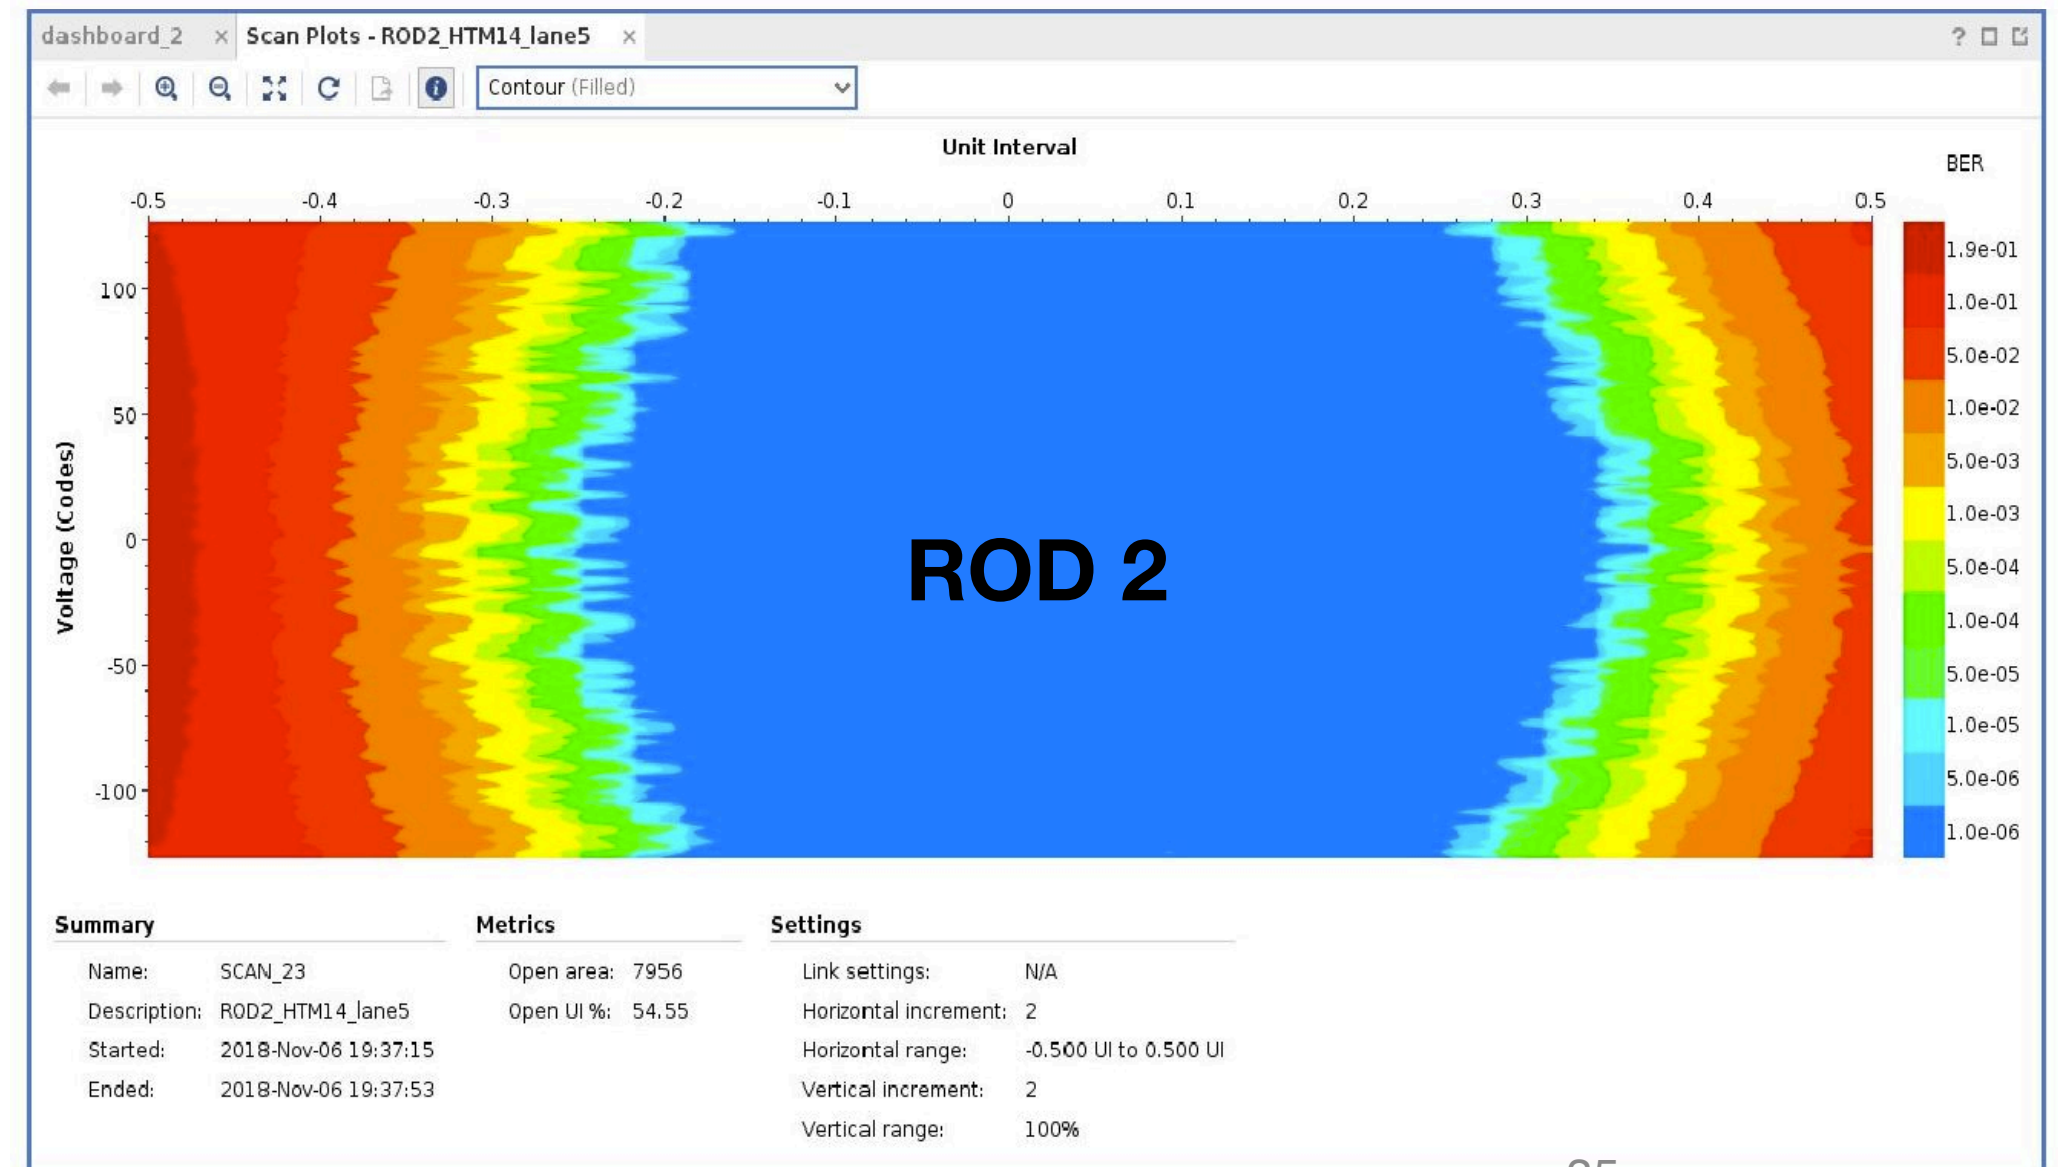 dashboard_2 × Scan Plots - ROD2_HTM14_lane5 × ?
Contour (Filled)
Unit Interval
BER
-0.5 -0.4 -0.3 -0.2 -0.1 0 0.1 0.2 0.3 0.4 0.5
Voltage (Codes)
100
50
0
-50
-100
ROD 2
1.9e-01
1.0e-01
5.0e-02
1.0e-02
5.0e-03
1.0e-03
5.0e-04
1.0e-04
5.0e-05
1.0e-05
5.0e-06
1.0e-06
Summary
Name: SCAN_23
Description: ROD2_HTM14_lane5
Started: 2018-Nov-06 19:37:15
Ended: 2018-Nov-06 19:37:53
Metrics
Open area: 7956
Open UI %: 54.55
Settings
Link settings: N/A
Horizontal increment: 2
Horizontal range: -0.500 UI to 0.500 UI
Vertical increment: 2
Vertical range: 100%